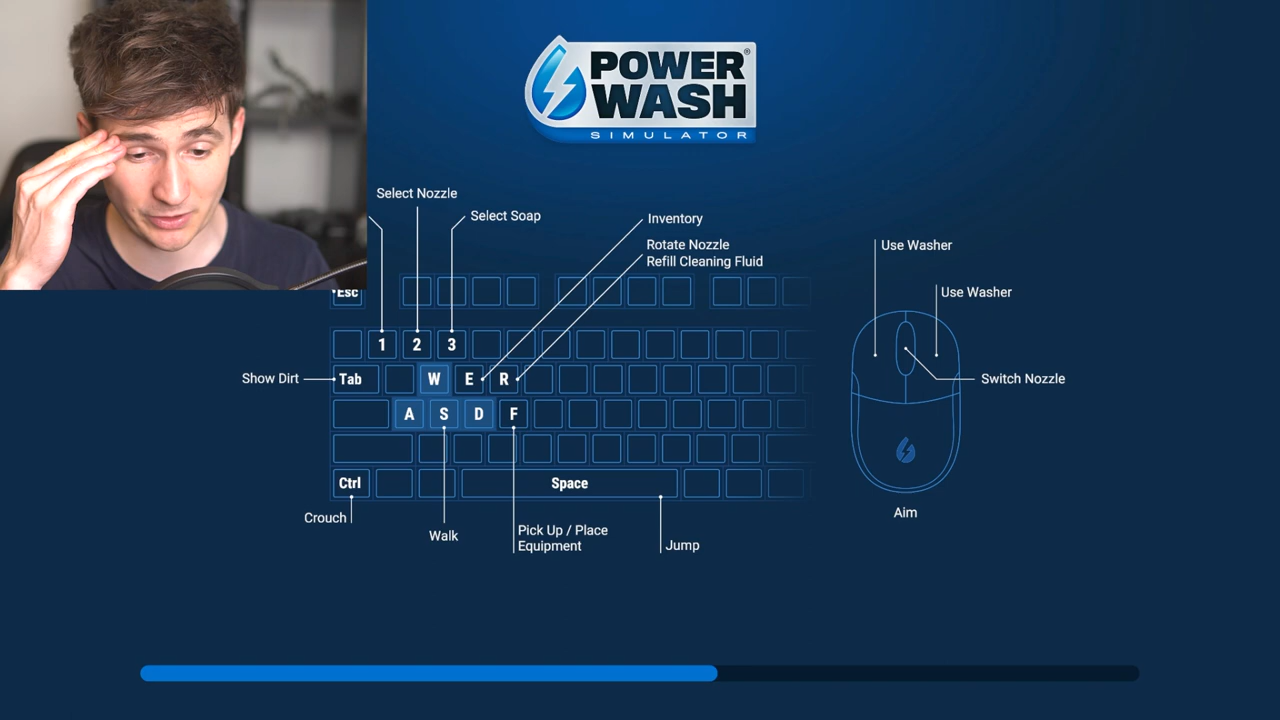 POWER
WASH®
SIMULATOR
Select Nozzle
Select Soap
Inventory
Rotate Nozzle
Refill Cleaning Fluid
Use Washer
Use Washer
Esc
1 2 3
Show Dirt
Tab W E R
Switch Nozzle
A S D F
Ctrl Space
Crouch
Walk
Pick Up / Place
Equipment
Jump
Aim